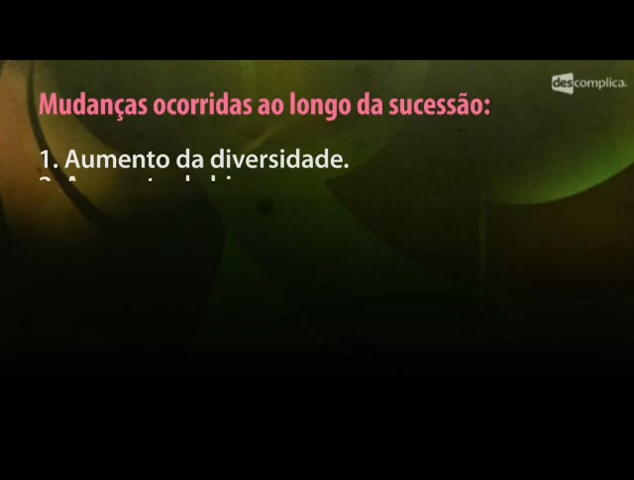 descomplica.
Mudanças ocorridas ao longo da sucessão:
1. Aumento da diversidade.